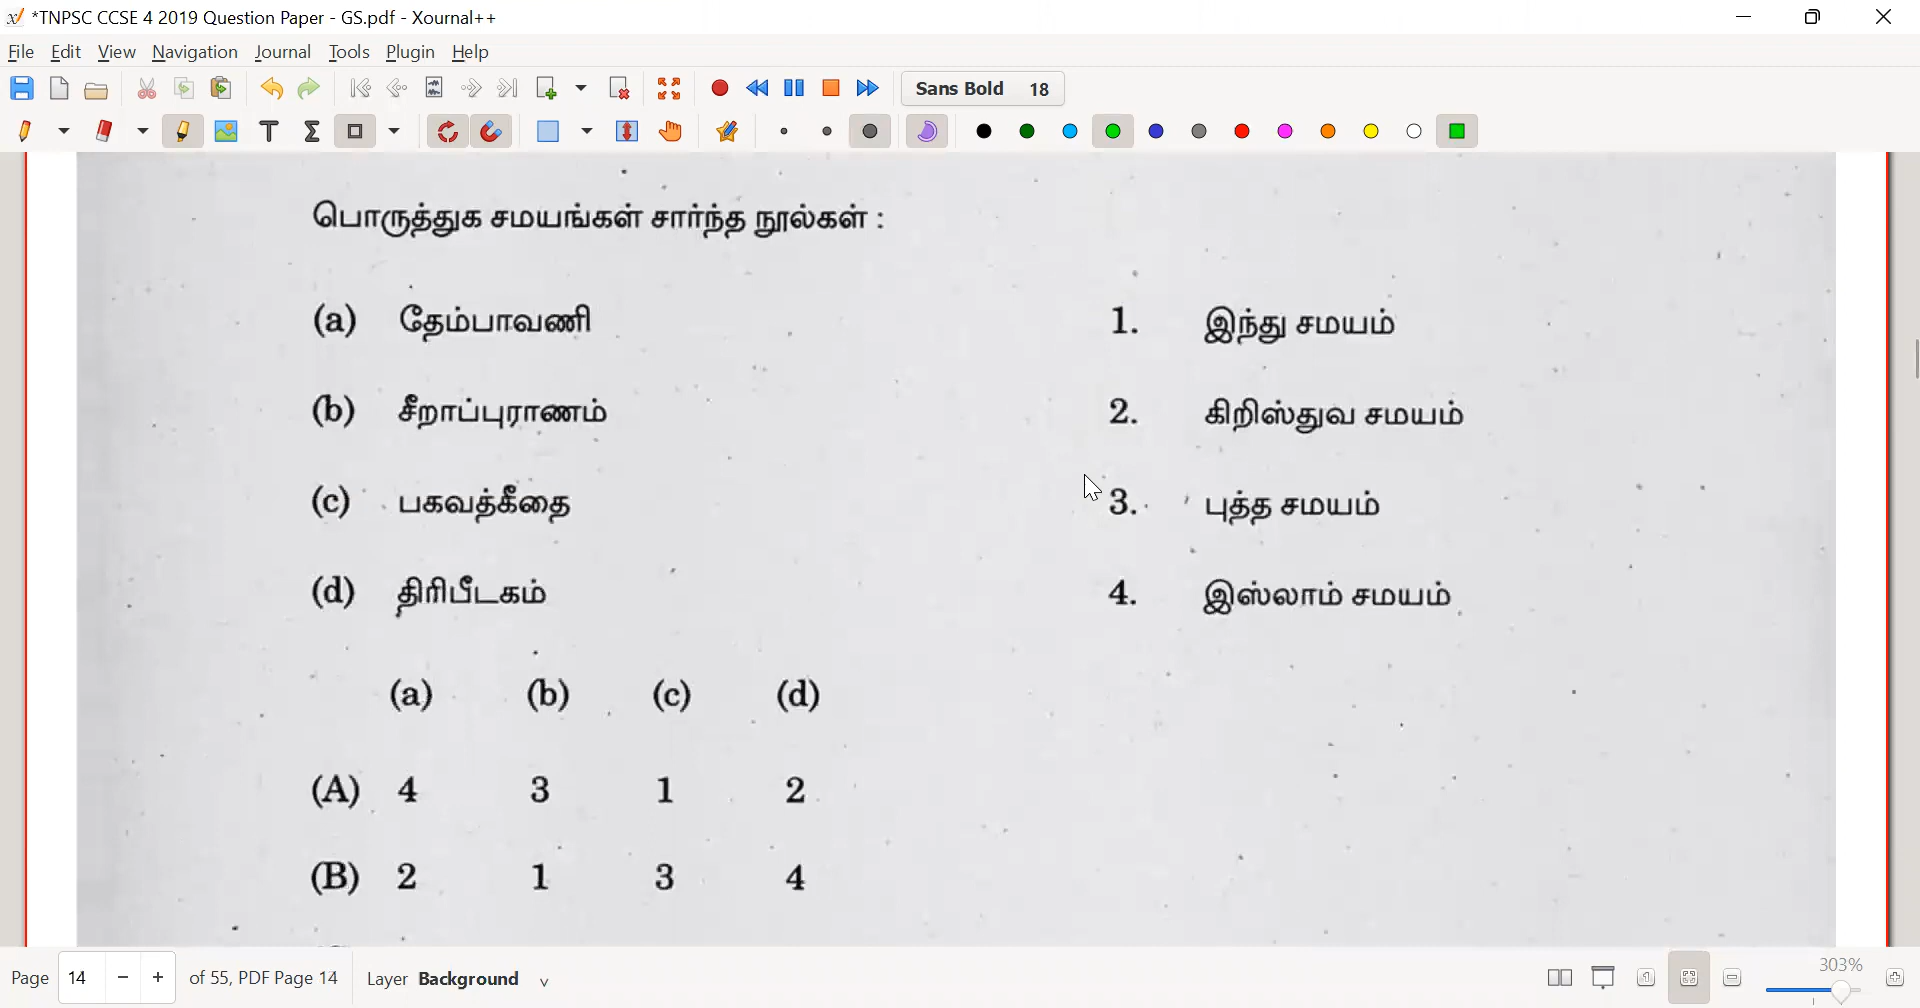 *TNPSC CCSE 4 2019 Question Paper - GS.pdf - Xournal++
File Edit View Navigation Journal Tools Plugin Help
Sans Bold 18
பொருத்துக சமயங்கள் சார்ந்த நூல்கள் :
(a) தேம்பாவணி 1. இந்து சமயம்
(b) சீறாப்புராணம் 2. கிறிஸ்துவ சமயம்
(c) பகவத்கீதை 3. புத்த சமயம்
(d) திரிபீடகம் 4. இஸ்லாம் சமயம்
(a) (b) (c) (d)
(A) 4 3 1 2
(B) 2 1 3 4
Page 14 - + of 55, PDF Page 14 Layer Background 303%